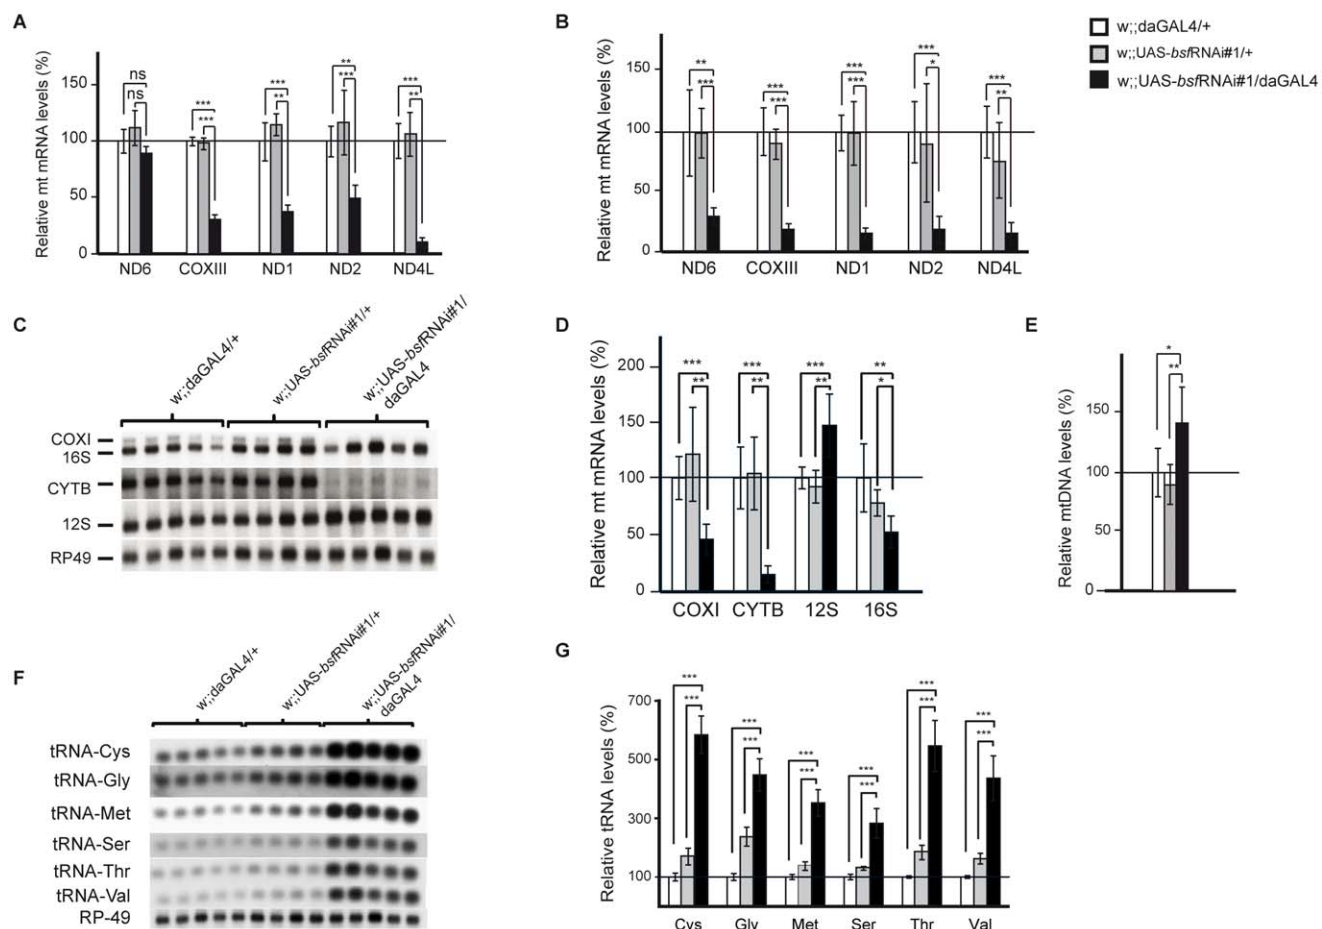 A
Relative mt mRNA levels (%)
150
100
50
0
ns
ns
***
***
***
**
**
***
***
**
ND6 COXIII ND1 ND2 ND4L
B
Relative mt mRNA levels (%)
150
100
50
0
**
***
***
***
***
***
***
*
***
**
ND6 COXIII ND1 ND2 ND4L
w;;daGAL4/+
w;;UAS-bsfRNAi#1/+
w;;UAS-bsfRNAi#1/daGAL4
C
w;;daGAL4/+
w;;UAS-bsfRNAi#1/+
w;;UAS-bsfRNAi#1/
daGAL4
COXI
16S
CYTB
12S
RP49
D
Relative mt mRNA levels (%)
200
150
100
50
0
***
**
***
**
***
**
**
*
COXI CYTB 12S 16S
E
Relative mtDNA levels (%)
150
100
50
0
*
**
F
w;;daGAL4/+
w;;UAS-bsfRNAi#1/+
w;;UAS-bsfRNAi#1/
daGAL4
tRNA-Cys
tRNA-Gly
tRNA-Met
tRNA-Ser
tRNA-Thr
tRNA-Val
RP-49
G
Relative tRNA levels (%)
700
500
300
100
***
***
***
***
***
***
***
***
***
***
***
***
Cys Gly Met Ser Thr Val